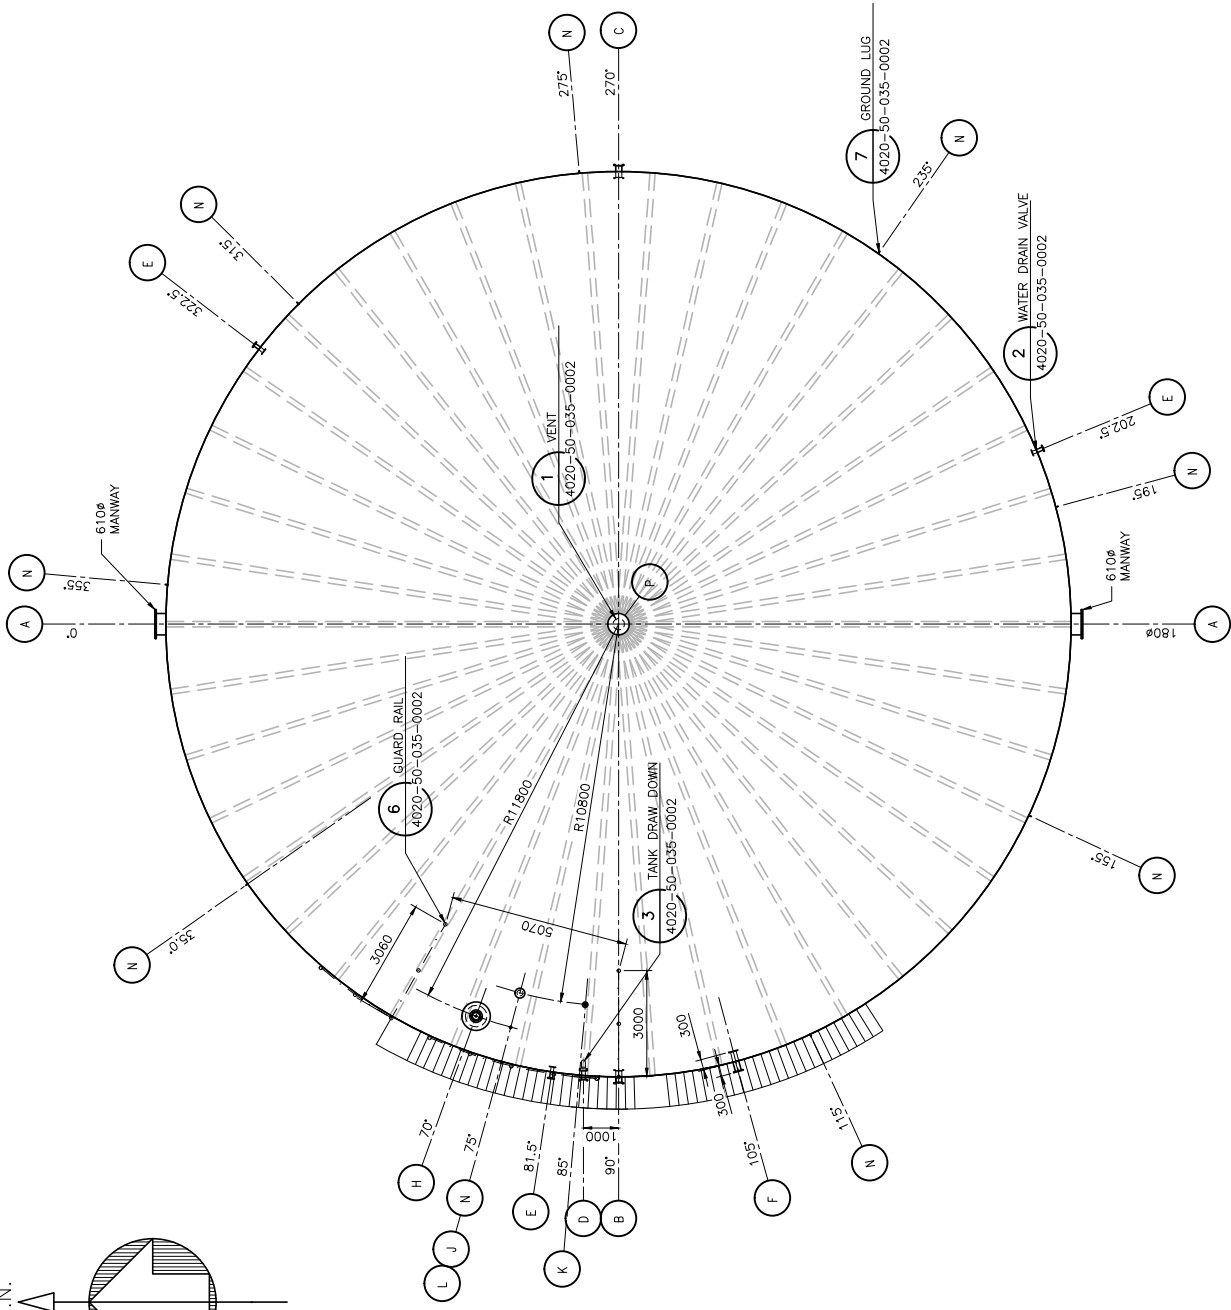 N
275°
C
270°
GROUND LUG
7
4020-50-035-0002
N
235°
N
315°
E
322.5°
WATER DRAIN VALVE
2
4020-50-035-0002
VENT
1
4020-50-035-0002
E
202.5°
N
195°
610ø
MANWAY
N
355°
A
0°
P
610ø
MANWAY
180ø
A
GUARD RAIL
6
4020-50-035-0002
R11800
R10800
TANK DRAW DOWN
3
4020-50-035-0002
N
35.0°
3060
5070
3000
300
300
1000
155°
N
115°
N
105°
F
70°
H
75°
N
J
L
81.5°
E
85°
K
D
90°
B
.N.